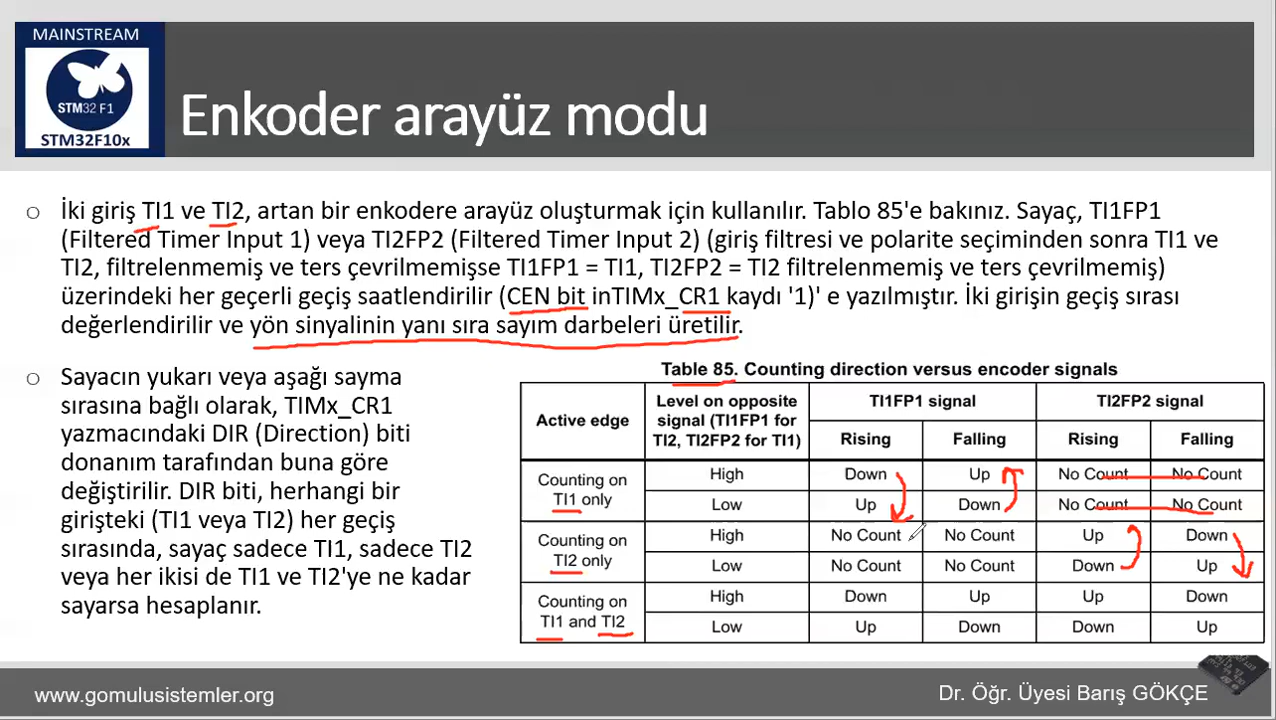 MAINSTREAM
STM32 F1
STM32F10x
Enkoder arayüz modu
o İki giriş TI1 ve TI2, artan bir enkodere arayüz oluşturmak için kullanılır. Tablo 85'e bakınız. Sayaç, TI1FP1
(Filtered Timer Input 1) veya TI2FP2 (Filtered Timer Input 2) (giriş filtresi ve polarite seçiminden sonra TI1 ve
TI2, filtrelenmemiş ve ters çevrilmemişse TI1FP1 = TI1, TI2FP2 = TI2 filtrelenmemiş ve ters çevrilmemiş)
üzerindeki her geçerli geçiş saatlendirilir (CEN bit inTIMx_CR1 kaydı '1)' e yazılmıştır. İki girişin geçiş sırası
değerlendirilir ve yön sinyalinin yanı sıra sayım darbeleri üretilir.
o Sayacın yukarı veya aşağı sayma
sırasına bağlı olarak, TIMx_CR1
yazmacındaki DIR (Direction) biti
donanım tarafından buna göre
değiştirilir. DIR biti, herhangi bir
girişteki (TI1 veya TI2) her geçiş
sırasında, sayaç sadece TI1, sadece TI2
veya her ikisi de TI1 ve TI2'ye ne kadar
sayarsa hesaplanır.
Table 85. Counting direction versus encoder signals
Active edge
Level on opposite
signal (TI1FP1 for
TI2, TI2FP2 for TI1)
TI1FP1 signal TI2FP2 signal
Rising Falling Rising Falling
Counting on
TI1 only
High Down Up No Count No Count
Low Up Down No Count No Count
Counting on
TI2 only
High No Count No Count Up Down
Low No Count No Count Down Up
Counting on
TI1 and TI2
High Down Up Up Down
Low Up Down Down Up
www.gomulusistemler.org
Dr. Öğr. Üyesi Barış GÖKÇE